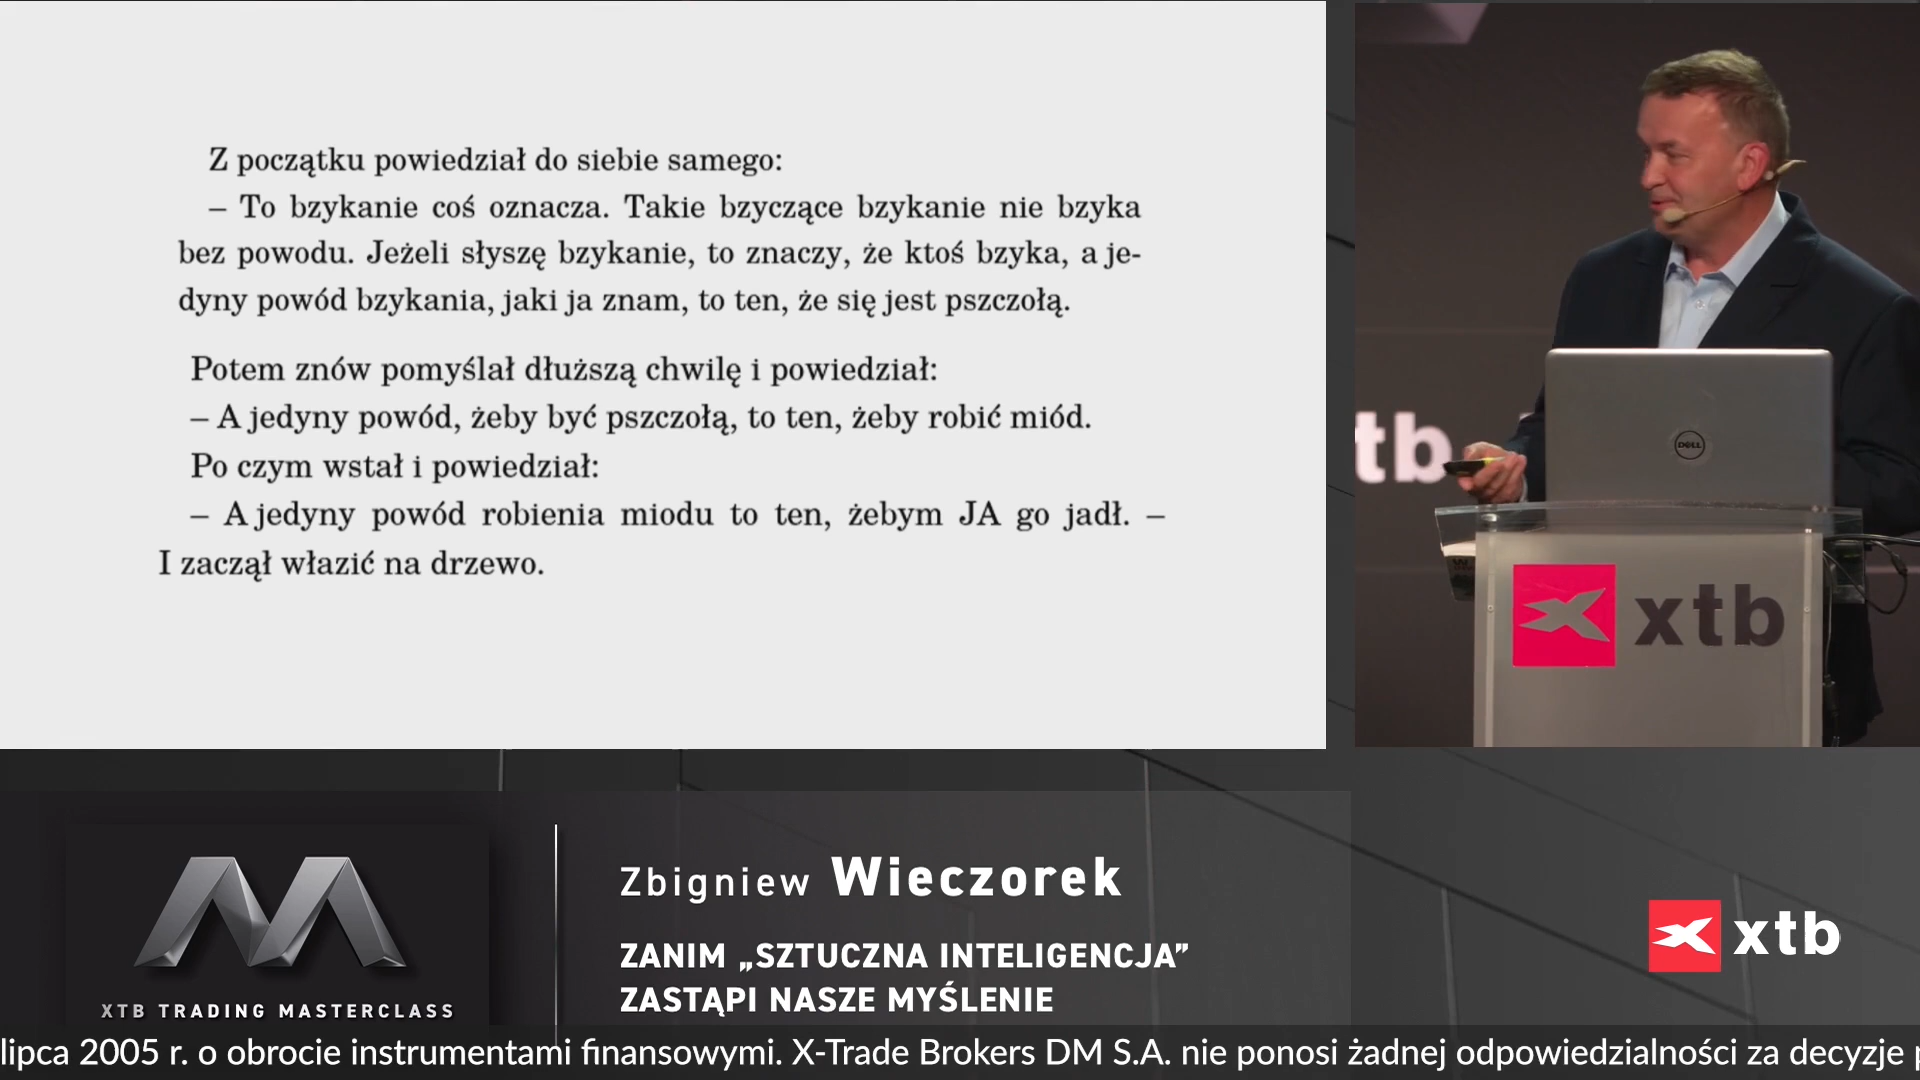 Z początku powiedział do siebie samego:
– To bzykanie coś oznacza. Takie bzyczące bzykanie nie bzyka
bez powodu. Jeżeli słyszę bzykanie, to znaczy, że ktoś bzyka, a je-
dyny powód bzykania, jaki ja znam, to ten, że się jest pszczołą.
Potem znów pomyślał dłuższą chwilę i powiedział:
– A jedyny powód, żeby być pszczołą, to ten, żeby robić miód.
Po czym wstał i powiedział:
– A jedyny powód robienia miodu to ten, żebym JA go jadł. –
I zaczął włazić na drzewo.
tb
DELL
xtb
Zbigniew Wieczorek
ZANIM „SZTUCZNA INTELIGENCJA”
ZASTĄPI NASZE MYŚLENIE
XTB TRADING MASTERCLASS
xtb
lipca 2005 r. o obrocie instrumentami finansowymi. X-Trade Brokers DM S.A. nie ponosi żadnej odpowiedzialności za decyzje